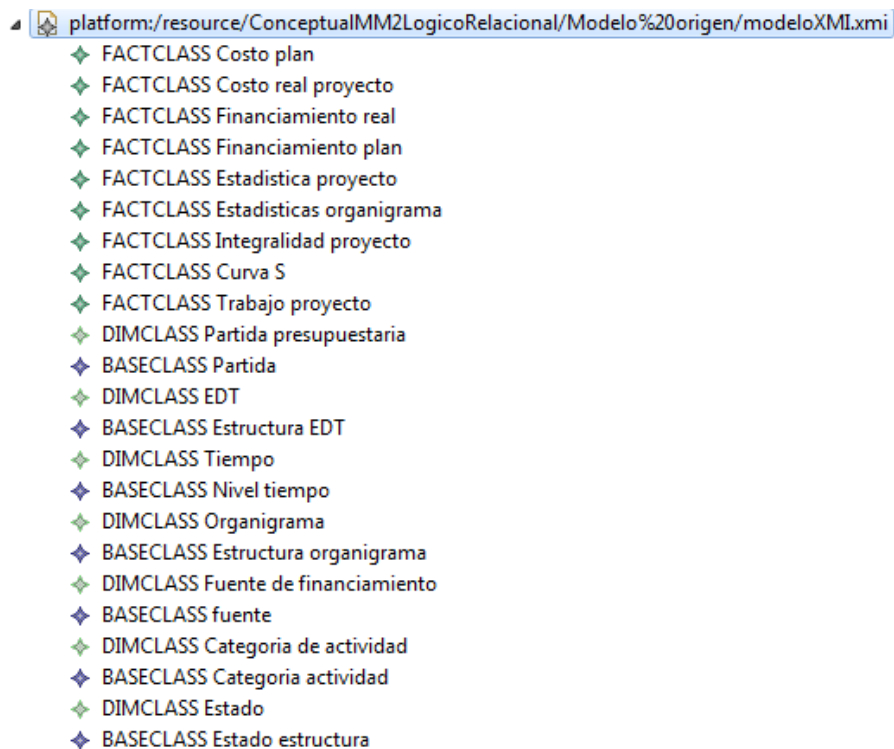 platform:/resource/ConceptualMM2LogicoRelacional/Modelo%20origen/modeloXMI.xmi
FACTCLASS Costo plan
FACTCLASS Costo real proyecto
FACTCLASS Financiamiento real
FACTCLASS Financiamiento plan
FACTCLASS Estadistica proyecto
FACTCLASS Estadisticas organigrama
FACTCLASS Integralidad proyecto
FACTCLASS Curva S
FACTCLASS Trabajo proyecto
DIMCLASS Partida presupuestaria
BASECLASS Partida
DIMCLASS EDT
BASECLASS Estructura EDT
DIMCLASS Tiempo
BASECLASS Nivel tiempo
DIMCLASS Organigrama
BASECLASS Estructura organigrama
DIMCLASS Fuente de financiamiento
BASECLASS fuente
DIMCLASS Categoria de actividad
BASECLASS Categoria actividad
DIMCLASS Estado
BASECLASS Estado estructura